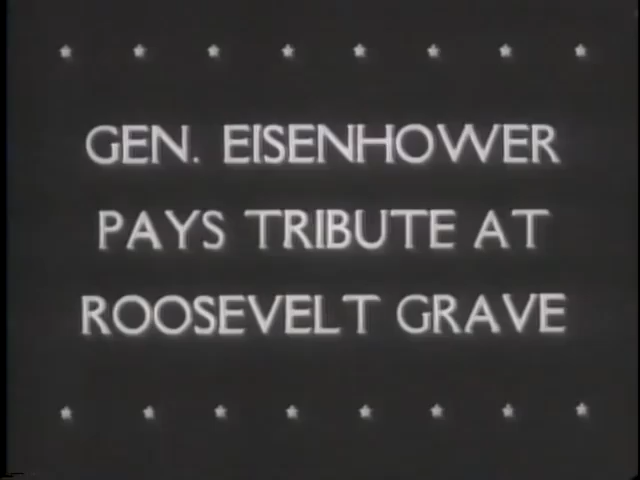 GEN. EISENHOWER
PAYS TRIBUTE AT
ROOSEVELT GRAVE